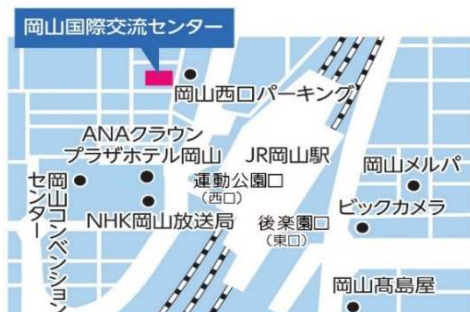 岡山国際交流センター
岡山西口パーキング
ANAクラウン
プラザホテル岡山
JR岡山駅
運動公園口
(西口)
岡山メルパ
岡山コンベンション
センター
NHK岡山放送局
後楽園口
(東口)
ビックカメラ
岡山髙島屋